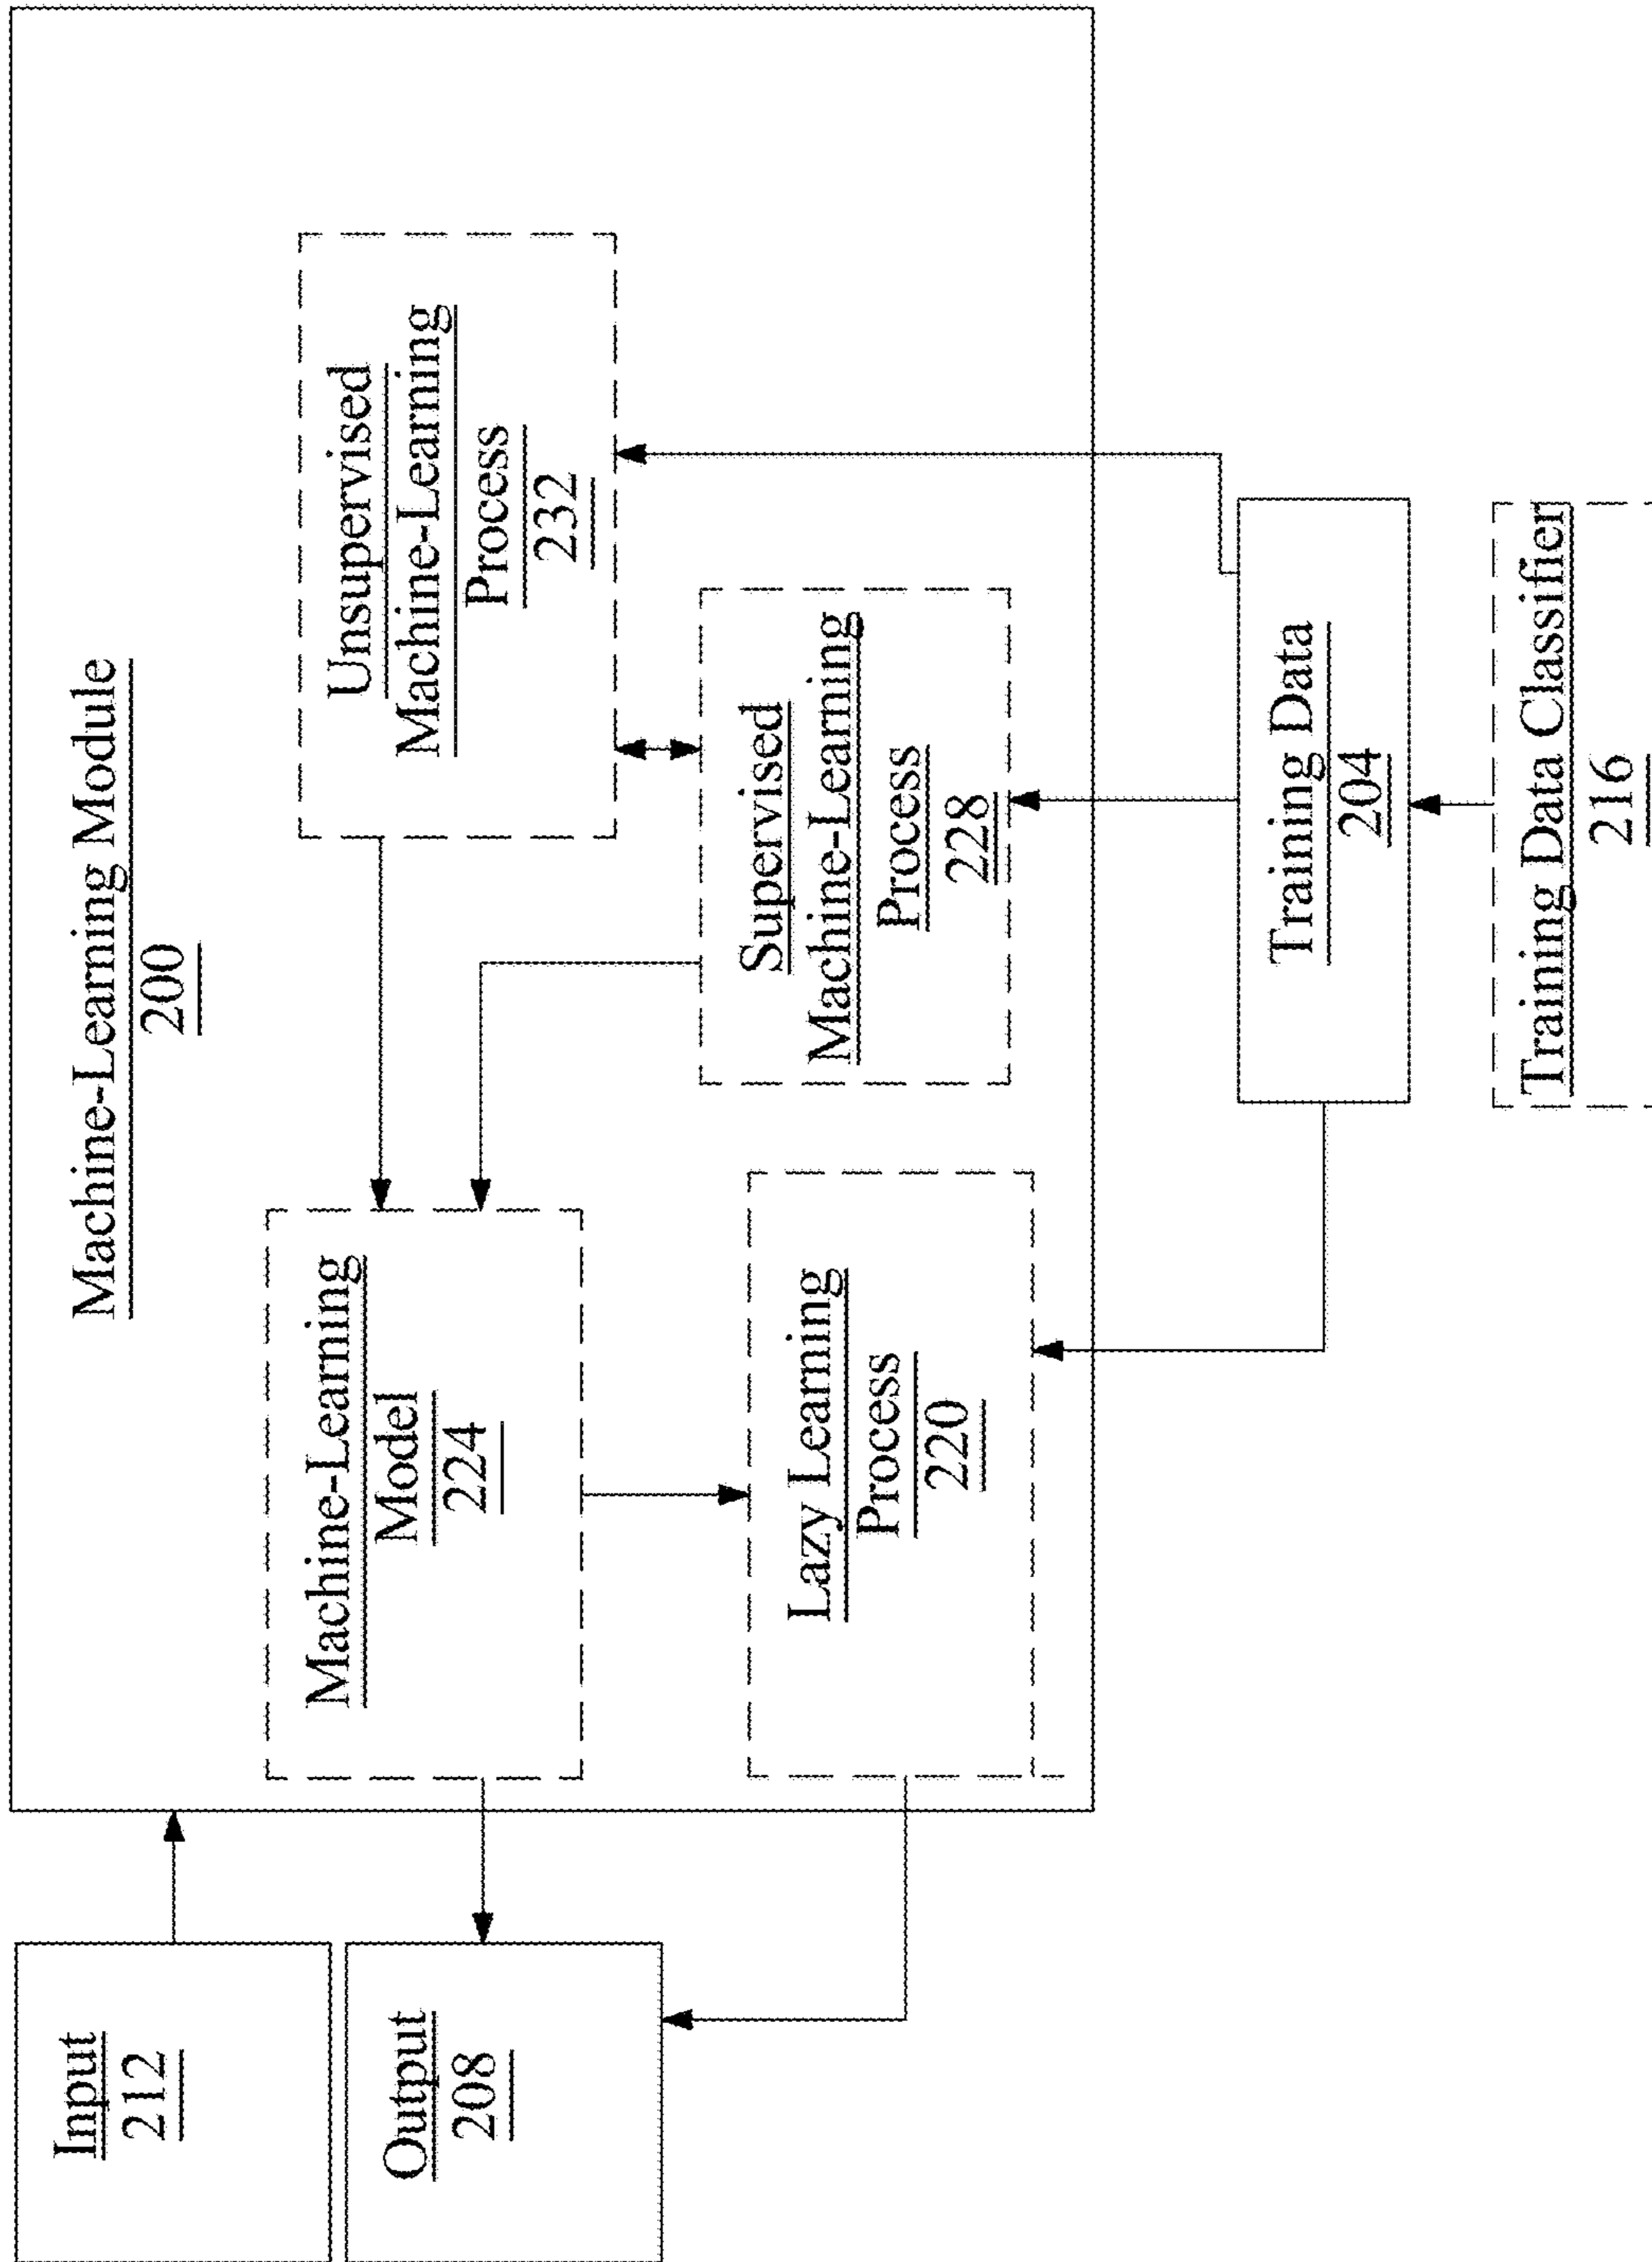 Machine-Learning Module
200
Input
212
Output
208
Machine-Learning
Model
224
Unsupervised
Machine-Learning
Process
232
Lazy Learning
Process
220
Supervised
Machine-Learning
Process
228
Training Data
204
Training Data Classifier
216